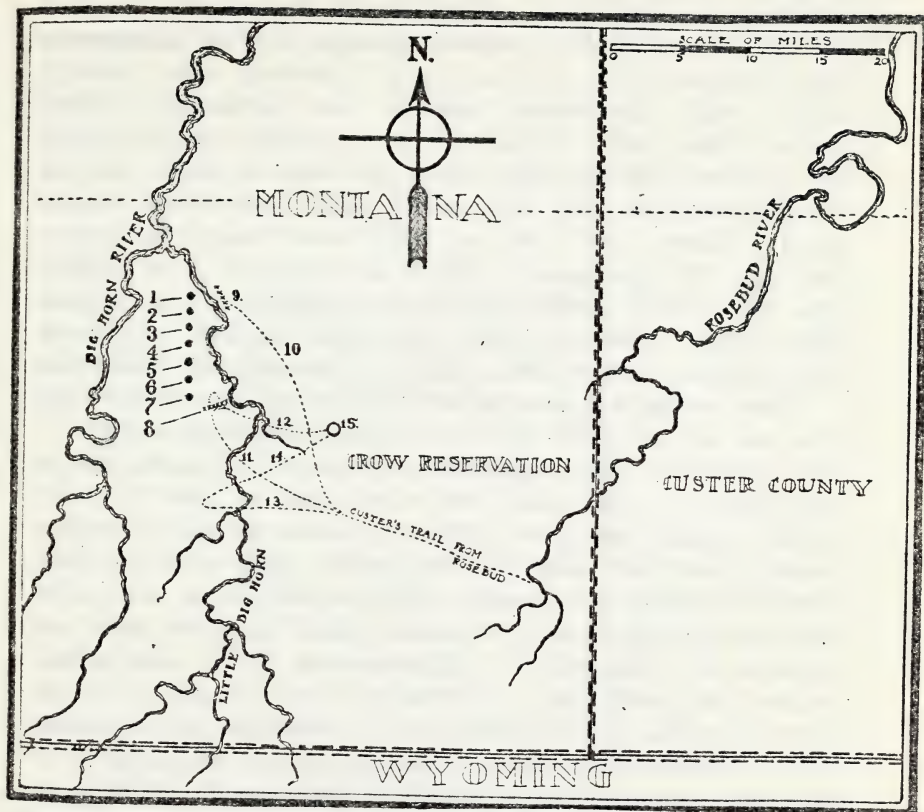 SCALE OF MILES
0 5 10 15 20
N.
MONTANA
BIG HORN RIVER
ROSEBUD RIVER
1
2
3
4
5
6
7
8
9.
10
11.
12.
13.
14.
15.
CROW RESERVATION
CUSTER COUNTY
CUSTER'S TRAIL FROM
ROSEBUD
LITTLE BIG HORN
WYOMING